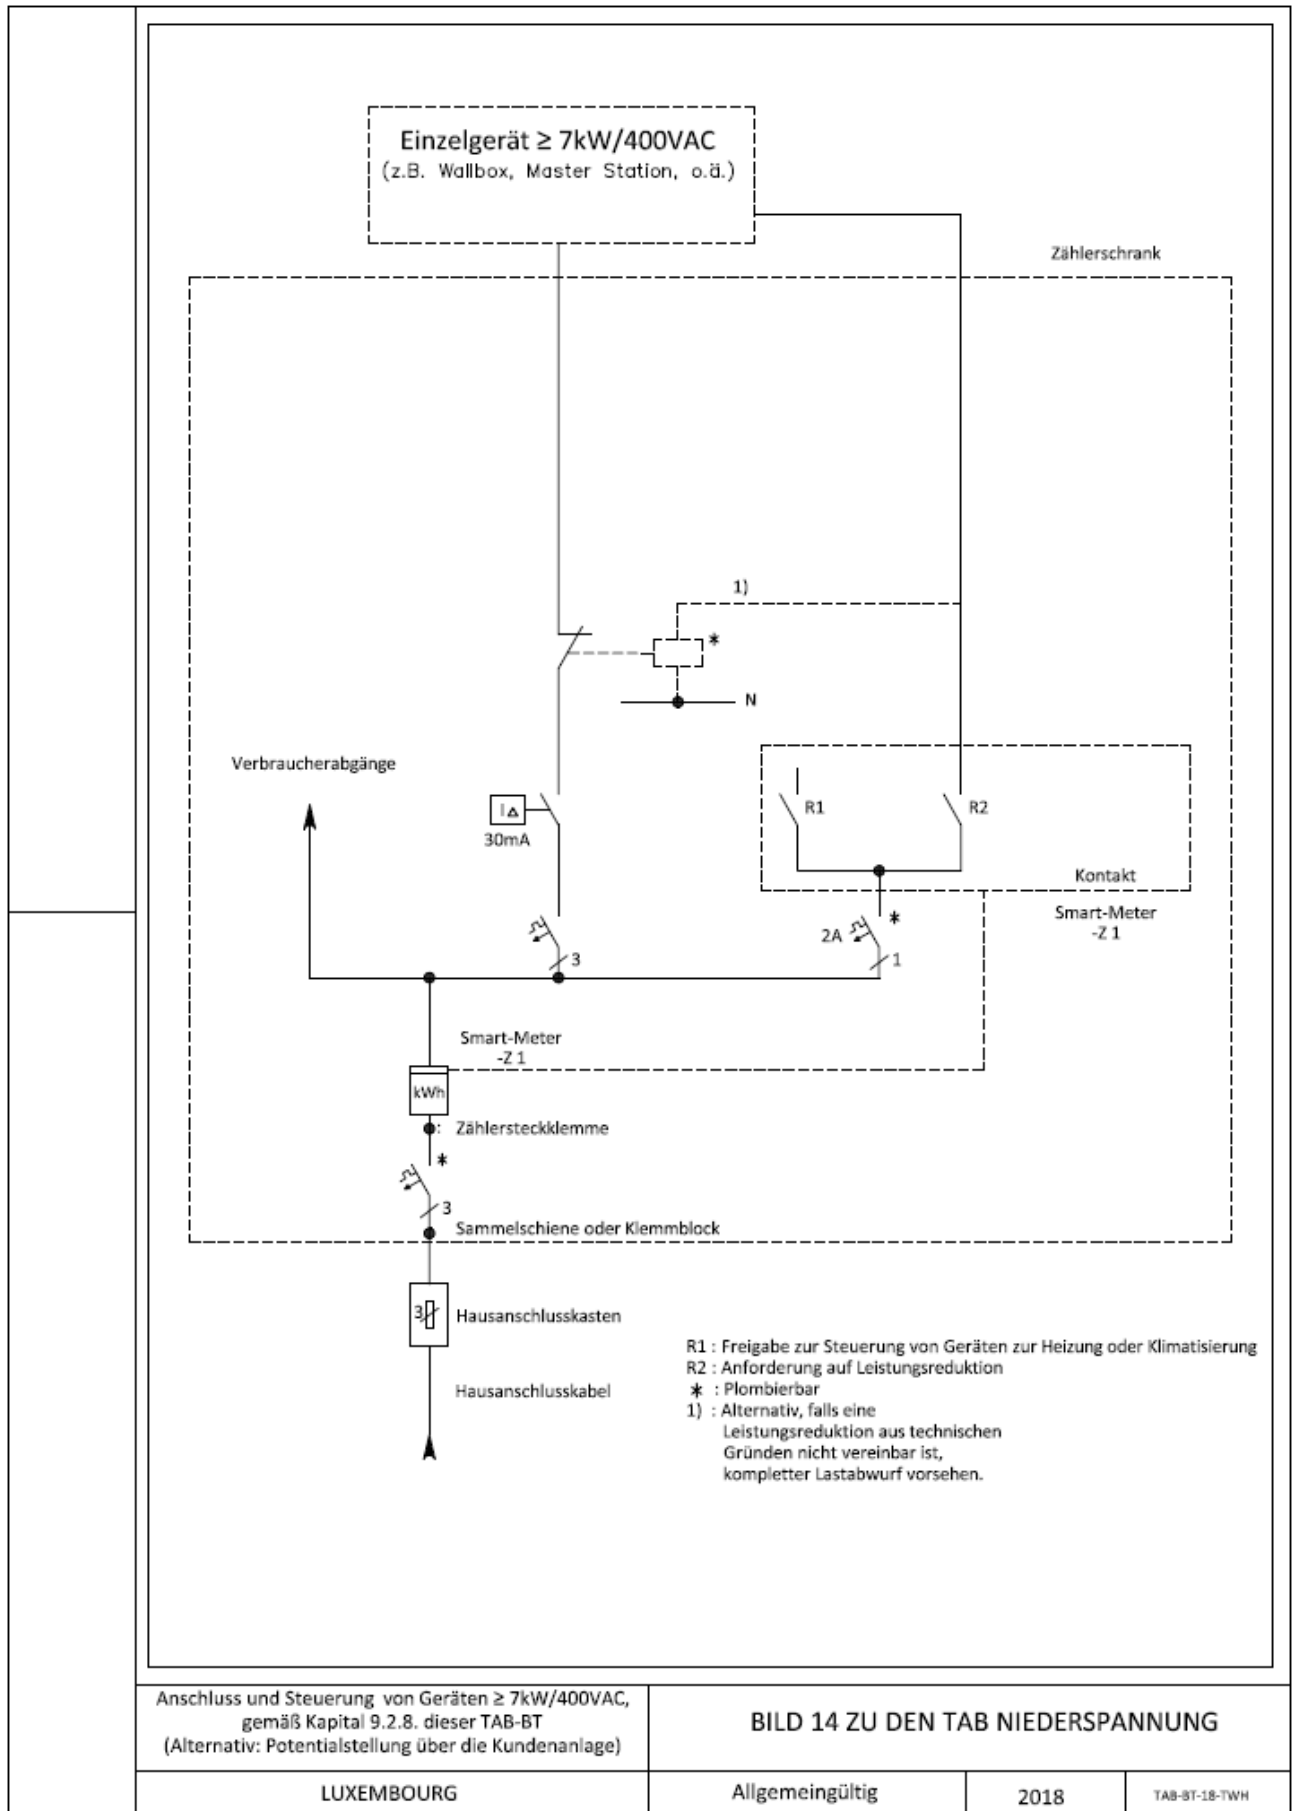 Einzelgerät ≥ 7kW/400VAC
(z.B. Wallbox, Master Station, o.ä.)
Zählerschrank
1)
*
N
Verbraucherabgänge
I△
30mA
R1
R2
Kontakt
Smart-Meter
-Z 1
*
2A
3
1
Smart-Meter
-Z 1
kWh
Zählersteckklemme
*
3
Sammelschiene oder Klemmblock
3
Hausanschlusskasten
Hausanschlusskabel
R1 : Freigabe zur Steuerung von Geräten zur Heizung oder Klimatisierung
R2 : Anforderung auf Leistungsreduktion
* : Plombierbar
1) : Alternativ, falls eine
Leistungsreduktion aus technischen
Gründen nicht vereinbar ist,
kompletter Lastabwurf vorsehen.
Anschluss und Steuerung von Geräten ≥ 7kW/400VAC,
gemäß Kapital 9.2.8. dieser TAB-BT
(Alternativ: Potentialstellung über die Kundenanlage)
BILD 14 ZU DEN TAB NIEDERSPANNUNG
LUXEMBOURG
Allgemeingültig
2018
TAB-BT-18-TWH